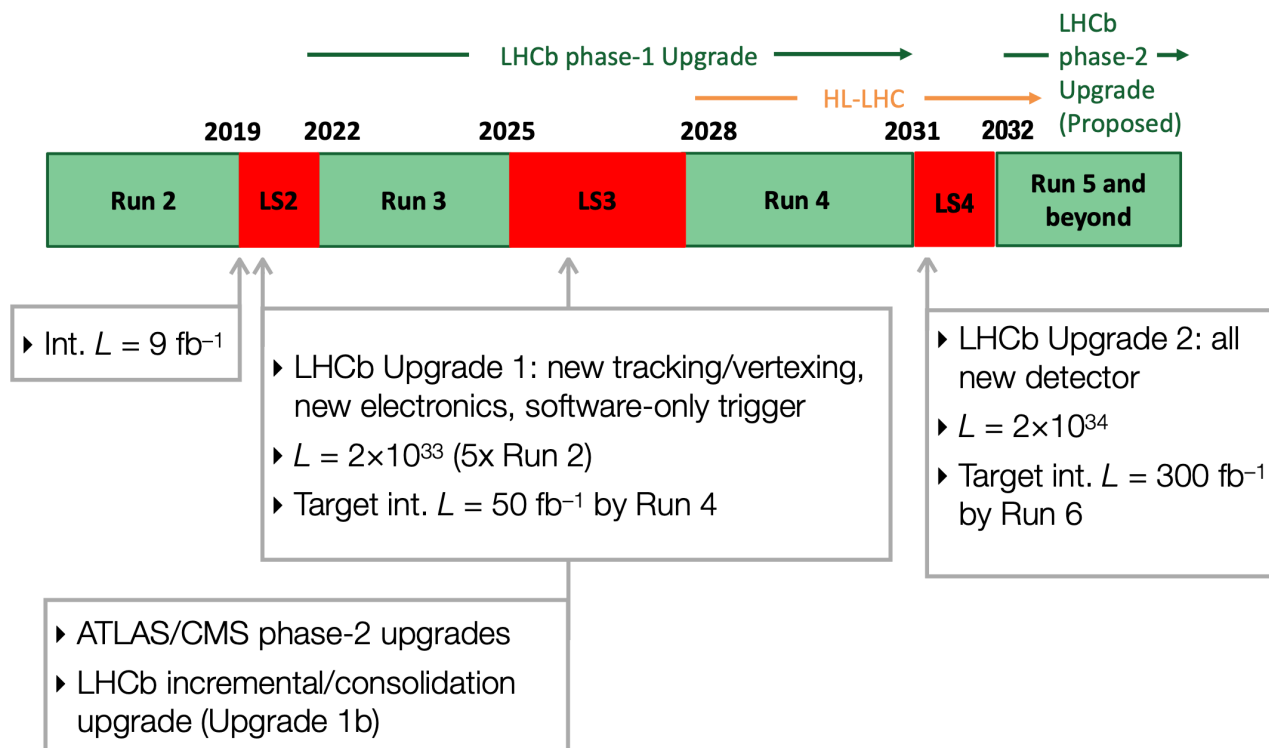 LHCb phase-1 Upgrade
LHCb
phase-2
Upgrade
(Proposed)
HL-LHC
2019
2022
2025
2028
2031
2032
Run 2
LS2
Run 3
LS3
Run 4
LS4
Run 5 and
beyond
‣ Int. L = 9 fb⁻¹
‣ LHCb Upgrade 1: new tracking/vertexing,
new electronics, software-only trigger
‣ L = 2×10³³ (5x Run 2)
‣ Target int. L = 50 fb⁻¹ by Run 4
‣ LHCb Upgrade 2: all
new detector
‣ L = 2×10³⁴
‣ Target int. L = 300 fb⁻¹
by Run 6
‣ ATLAS/CMS phase-2 upgrades
‣ LHCb incremental/consolidation
upgrade (Upgrade 1b)